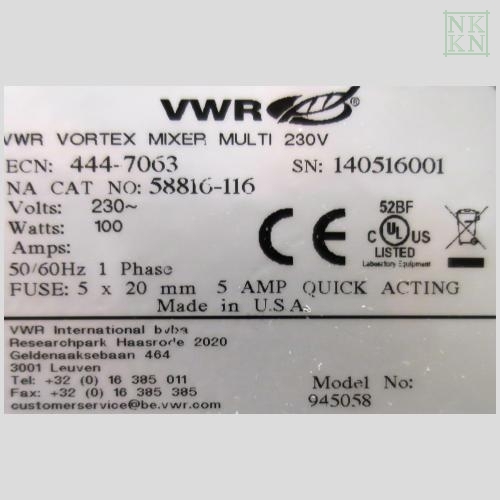 NK
KN
VWR®
VWR VORTEX MIXER MULTI 230V
ECN: 444-7063 SN: 140516001
NA CAT NO: 58816-116
Volts: 230~
Watts: 100
Amps:
50/60Hz 1 Phase
FUSE: 5 x 20 mm 5 AMP QUICK ACTING
Made in U.S.A.
CE
52BF
C UL US
LISTED
Laboratory Equipment
VWR International bvba
Researchpark Haasrode 2020
Geldenaaksebaan 464
3001 Leuven
Tel: +32 (0) 16 385 011
Fax: +32 (0) 16 385 385
customerservice@be.vwr.com
Model No:
945058